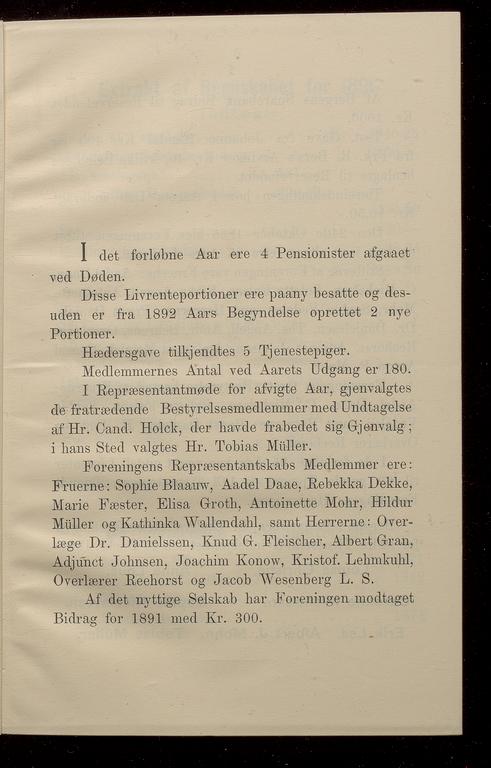 I det forløbne Aar ere 4 Pensionister afgaaet
ved Døden.
Disse Livrenteportioner ere paany besatte og des-
uden er fra 1892 Aars Begyndelse oprettet 2 nye
Portioner.
Hædersgave tilkjendtes 5 Tjenestepiger.
Medlemmernes Antal ved Aarets Udgang er 180.
I Repræsentantmøde for afvigte Aar, gjenvalgtes
de fratrædende Bestyrelsesmedlemmer med Undtagelse
af Hr. Cand. Holck, der havde frabedet sig Gjenvalg;
i hans Sted valgtes Hr. Tobias Müller.
Foreningens Repræsentantskabs Medlemmer ere:
Fruerne: Sophie Blaauw, Aadel Daae, Rebekka Dekke,
Marie Fæster, Elisa Groth, Antoinette Mohr, Hildur
Müller og Kathinka Wallendahl, samt Herrerne: Over-
læge Dr. Danielssen, Knud G. Fleischer, Albert Gran,
Adjunct Johnsen, Joachim Konow, Kristof. Lehmkuhl,
Overlærer Reehorst og Jacob Wesenberg L. S.
Af det nyttige Selskab har Foreningen modtaget
Bidrag for 1891 med Kr. 300.